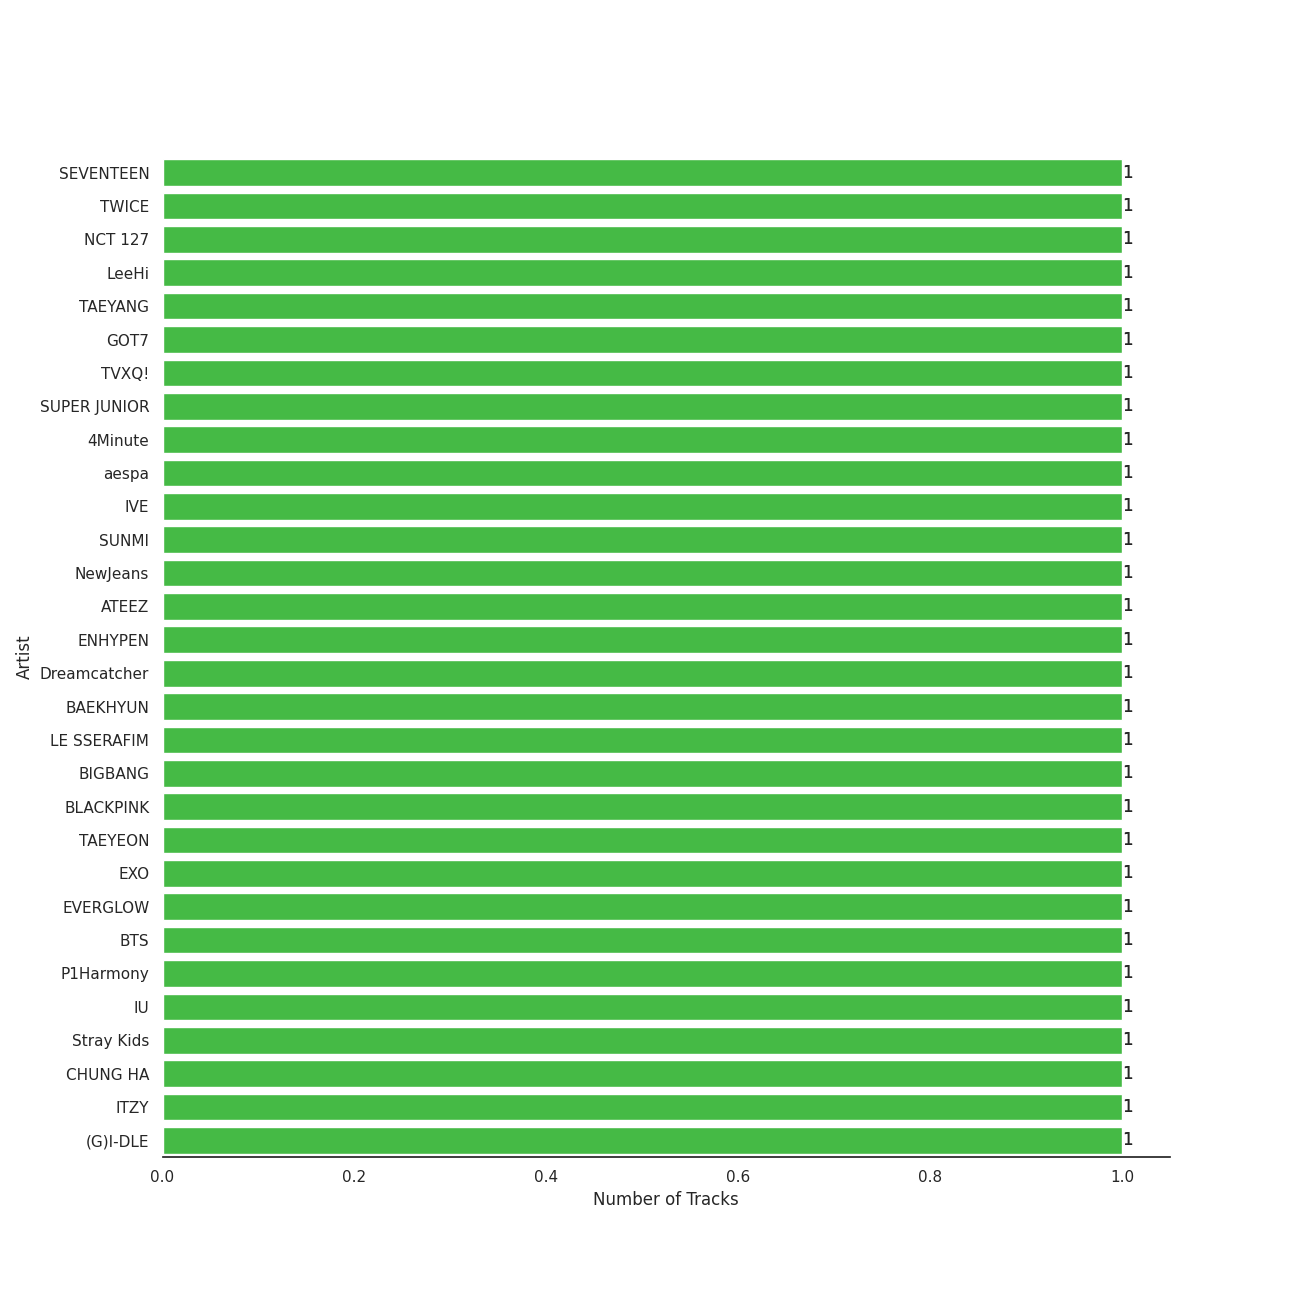 SEVENTEEN 1
TWICE 1
NCT 127 1
LeeHi 1
TAEYANG 1
GOT7 1
TVXQ! 1
SUPER JUNIOR 1
4Minute 1
aespa 1
IVE 1
SUNMI 1
NewJeans 1
ATEEZ 1
ENHYPEN 1
Artist
Dreamcatcher 1
BAEKHYUN 1
LE SSERAFIM 1
BIGBANG 1
BLACKPINK 1
TAEYEON 1
EXO 1
EVERGLOW 1
BTS 1
P1Harmony 1
IU 1
Stray Kids 1
CHUNG HA 1
ITZY 1
(G)I-DLE 1
0.0 0.2 0.4 0.6 0.8 1.0
Number of Tracks